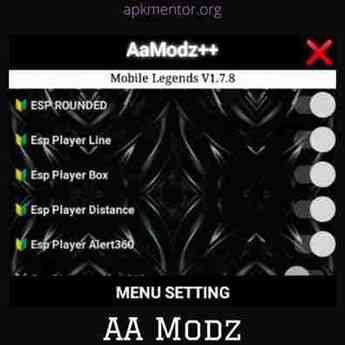 apkmentor.org
AaModz++
Mobile Legends V1.7.8
ESP ROUNDED
Esp Player Line
Esp Player Box
Esp Player Distance
Esp Player Alert360
MENU SETTING
AA Modz